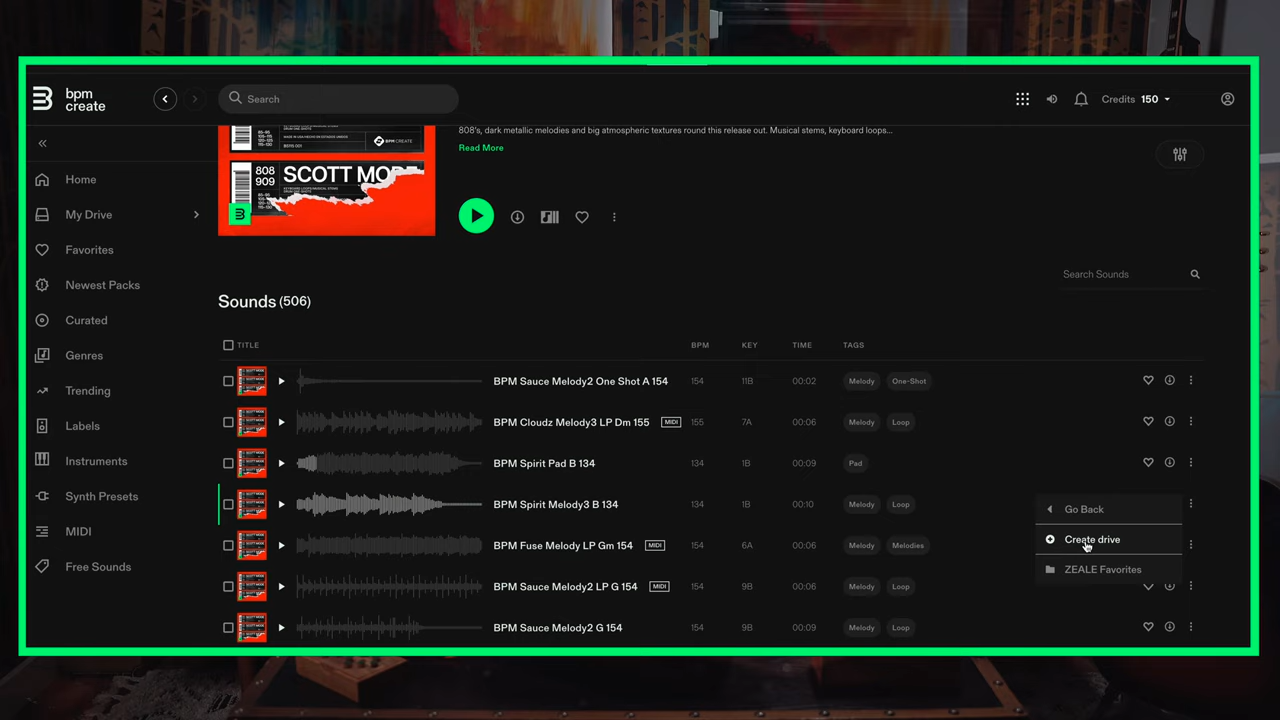 bpm
create
Search
Credits 150
808's, dark metallic melodies and big atmospheric textures round this release out. Musical stems, keyboard loops...
Read More
BPM CREATE
808
909
SCOTT MODE
Home
My Drive
Favorites
Newest Packs
Curated
Genres
Trending
Labels
Instruments
Synth Presets
MIDI
Free Sounds
Search Sounds
Sounds (506)
TITLE BPM KEY TIME TAGS
BPM Sauce Melody2 One Shot A 154 154 11B 00:02 Melody One-Shot
BPM Cloudz Melody3 LP Dm 155 MIDI 155 7A 00:06 Melody Loop
BPM Spirit Pad B 134 134 1B 00:09 Pad
BPM Spirit Melody3 B 134 134 1B 00:10 Melody Loop
BPM Fuse Melody LP Gm 154 MIDI 134 6A 00:06 Melody Melodies
BPM Sauce Melody2 LP G 154 MIDI 154 9B 00:06 Melody Loop
BPM Sauce Melody2 G 154 154 9B 00:09 Melody Loop
Go Back
Create drive
ZEALE Favorites